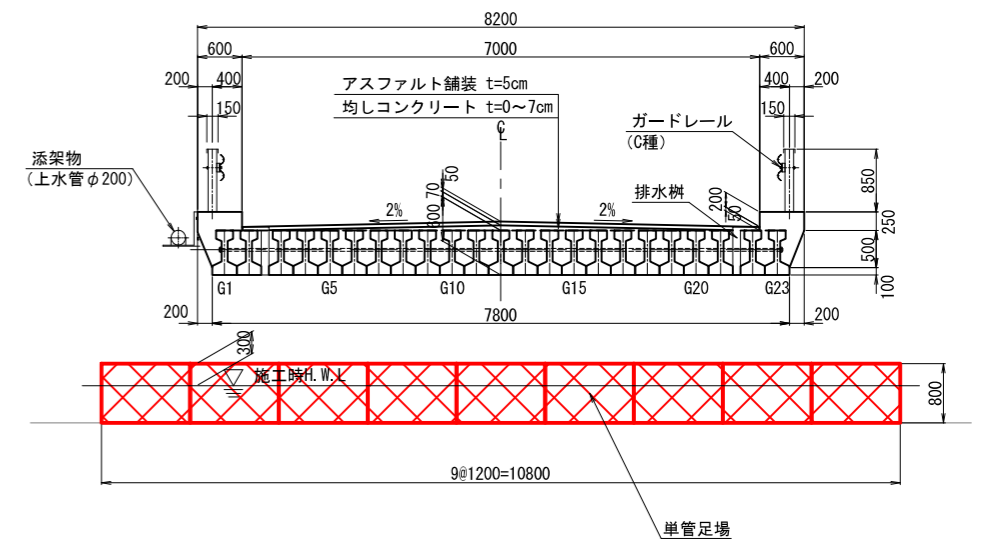 8200
600
7000
600
200
400
400
200
150
150
アスファルト舗装 t=5cm
均しコンクリート t=0～7cm
ガードレール
(C種)
添架物
(上水管φ200)
排水桝
℄
50
70
2%
2%
200
50
850
250
500
100
G1
G5
G10
G15
G20
G23
200
7800
200
300
施工時H.W.L
800
9@1200=10800
単管足場